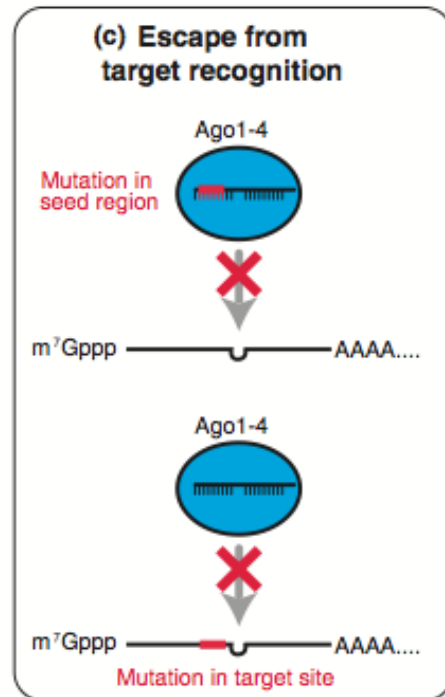 (c) Escape from
target recognition
Ago1-4
Mutation in
seed region
m⁷Gppp AAAA....
Ago1-4
m⁷Gppp AAAA....
Mutation in target site